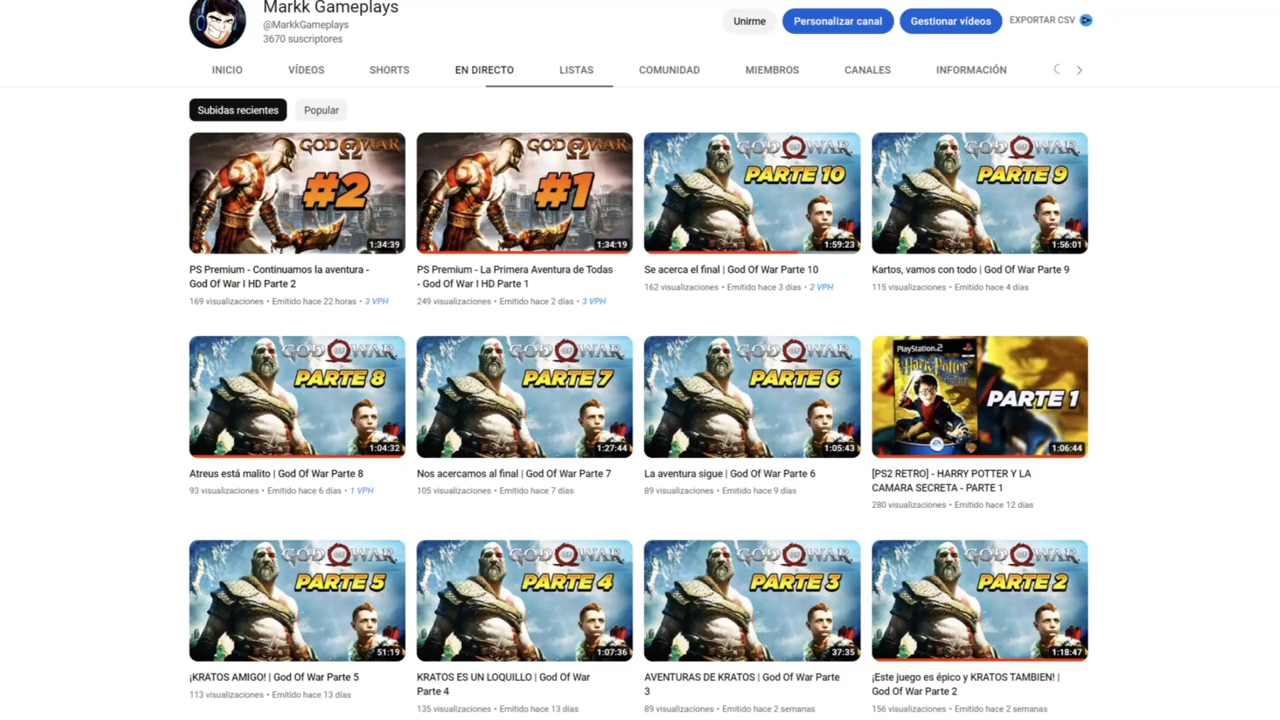 Markk Gameplays
@MarkkGameplays
3670 suscriptores
Unirme
Personalizar canal
Gestionar vídeos
EXPORTAR CSV
INICIO VÍDEOS SHORTS EN DIRECTO LISTAS COMUNIDAD MIEMBROS CANALES INFORMACIÓN
Subidas recientes Popular
GOD OF WAR
#2
1:34:39
PS Premium - Continuamos la aventura -
God Of War I HD Parte 2
169 visualizaciones • Emitido hace 22 horas • 3 VPH
GOD OF WAR
#1
1:34:19
PS Premium - La Primera Aventura de Todas
- God Of War I HD Parte 1
249 visualizaciones • Emitido hace 2 días • 3 VPH
GOD OF WAR
PARTE 10
1:59:23
Se acerca el final | God Of War Parte 10
162 visualizaciones • Emitido hace 3 días • 2 VPH
GOD OF WAR
PARTE 9
1:56:01
Kartos, vamos con todo | God Of War Parte 9
115 visualizaciones • Emitido hace 4 días
GOD OF WAR
PARTE 8
1:04:32
Atreus está malito | God Of War Parte 8
93 visualizaciones • Emitido hace 6 días • 1 VPH
GOD OF WAR
PARTE 7
1:27:44
Nos acercamos al final | God Of War Parte 7
105 visualizaciones • Emitido hace 7 días
GOD OF WAR
PARTE 6
1:05:43
La aventura sigue | God Of War Parte 6
89 visualizaciones • Emitido hace 9 días
PlayStation 2
Harry Potter
EA
PARTE 1
1:06:44
[PS2 RETRO] - HARRY POTTER Y LA
CAMARA SECRETA - PARTE 1
280 visualizaciones • Emitido hace 12 días
GOD OF WAR
PARTE 5
51:19
¡KRATOS AMIGO! | God Of War Parte 5
113 visualizaciones • Emitido hace 13 días
GOD OF WAR
PARTE 4
1:07:36
KRATOS ES UN LOQUILLO | God Of War
Parte 4
135 visualizaciones • Emitido hace 13 días
GOD OF WAR
PARTE 3
37:35
AVENTURAS DE KRATOS | God Of War Parte
3
89 visualizaciones • Emitido hace 2 semanas
GOD OF WAR
PARTE 2
1:18:47
¡Este juego es épico y KRATOS TAMBIEN! |
God Of War Parte 2
156 visualizaciones • Emitido hace 2 semanas